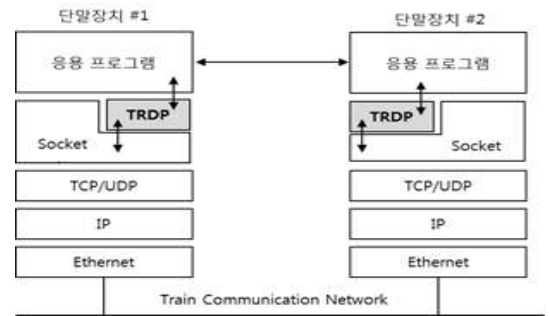 단말장치 #1
단말장치 #2
응용 프로그램
응용 프로그램
TRDP
TRDP
Socket
Socket
TCP/UDP
TCP/UDP
IP
IP
Ethernet
Ethernet
Train Communication Network